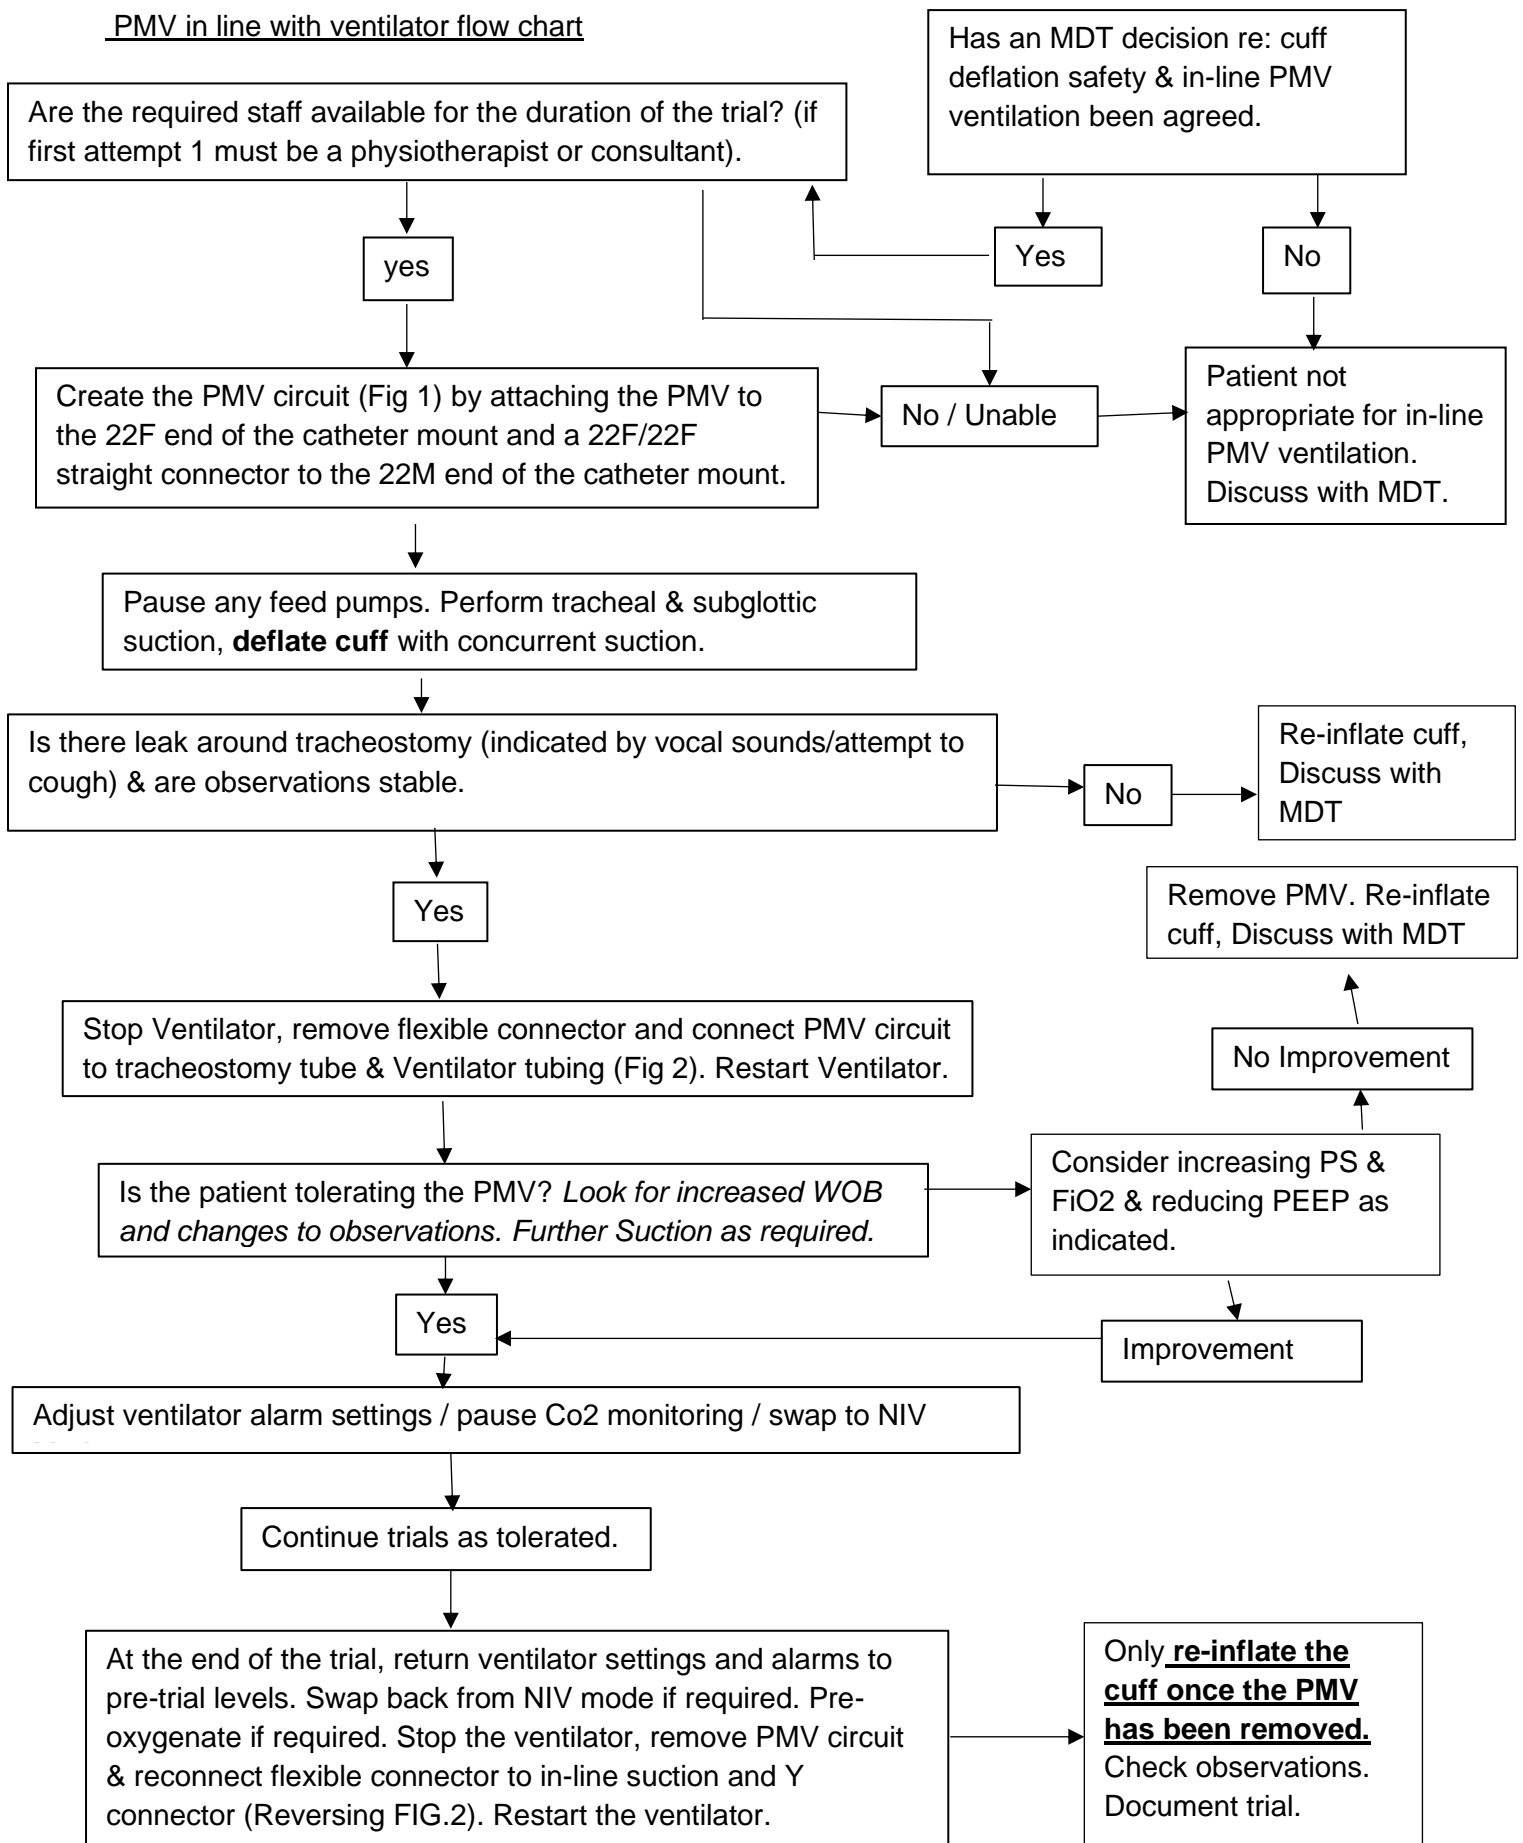 PMV in line with ventilator flow chart
Has an MDT decision re: cuff
deflation safety & in-line PMV
ventilation been agreed.
Are the required staff available for the duration of the trial? (if
first attempt 1 must be a physiotherapist or consultant).
yes
Yes
No
Create the PMV circuit (Fig 1) by attaching the PMV to
the 22F end of the catheter mount and a 22F/22F
straight connector to the 22M end of the catheter mount.
No / Unable
Patient not
appropriate for in-line
PMV ventilation.
Discuss with MDT.
Pause any feed pumps. Perform tracheal & subglottic
suction, deflate cuff with concurrent suction.
Is there leak around tracheostomy (indicated by vocal sounds/attempt to
cough) & are observations stable.
No
Re-inflate cuff,
Discuss with
MDT
Yes
Remove PMV. Re-inflate
cuff, Discuss with MDT
Stop Ventilator, remove flexible connector and connect PMV circuit
to tracheostomy tube & Ventilator tubing (Fig 2). Restart Ventilator.
No Improvement
Is the patient tolerating the PMV? Look for increased WOB
and changes to observations. Further Suction as required.
Consider increasing PS &
FiO2 & reducing PEEP as
indicated.
Yes
Improvement
Adjust ventilator alarm settings / pause Co2 monitoring / swap to NIV
Continue trials as tolerated.
At the end of the trial, return ventilator settings and alarms to
pre-trial levels. Swap back from NIV mode if required. Pre-
oxygenate if required. Stop the ventilator, remove PMV circuit
& reconnect flexible connector to in-line suction and Y
connector (Reversing FIG.2). Restart the ventilator.
Only re-inflate the
cuff once the PMV
has been removed.
Check observations.
Document trial.